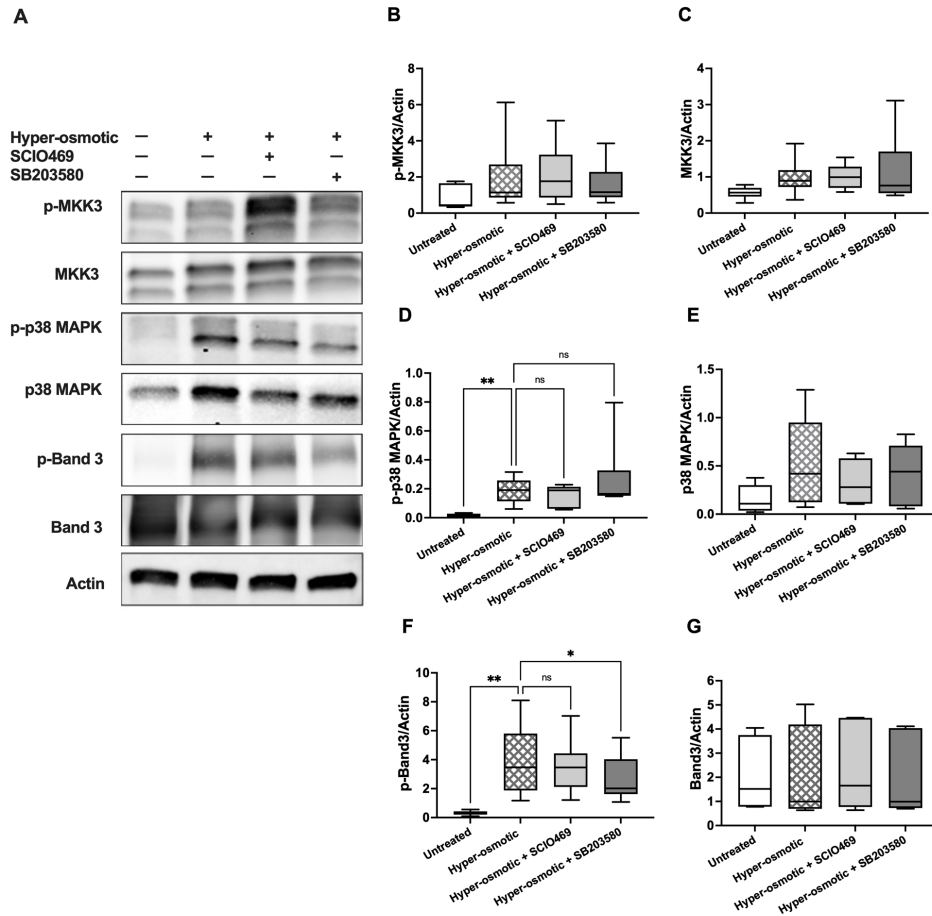 A
Hyper-osmotic – + + +
SCIO469 – – + –
SB203580 – – – +
p-MKK3
MKK3
p-p38 MAPK
p38 MAPK
p-Band 3
Band 3
Actin
B
p-MKK3/Actin
8
6
4
2
0
Untreated
Hyper-osmotic
Hyper-osmotic + SCIO469
Hyper-osmotic + SB203580
C
MKK3/Actin
4
3
2
1
0
Untreated
Hyper-osmotic
Hyper-osmotic + SCIO469
Hyper-osmotic + SB203580
D
p-p38 MAPK/Actin
1.0
0.8
0.6
0.4
0.2
0.0
**
ns
ns
Untreated
Hyper-osmotic
Hyper-osmotic + SCIO469
Hyper-osmotic + SB203580
E
p38 MAPK/Actin
1.5
1.0
0.5
0.0
Untreated
Hyper-osmotic
Hyper-osmotic + SCIO469
Hyper-osmotic + SB203580
F
p-Band3/Actin
10
8
6
4
2
0
**
ns
*
Untreated
Hyper-osmotic
Hyper-osmotic + SCIO469
Hyper-osmotic + SB203580
G
Band3/Actin
6
5
4
3
2
1
0
Untreated
Hyper-osmotic
Hyper-osmotic + SCIO469
Hyper-osmotic + SB203580